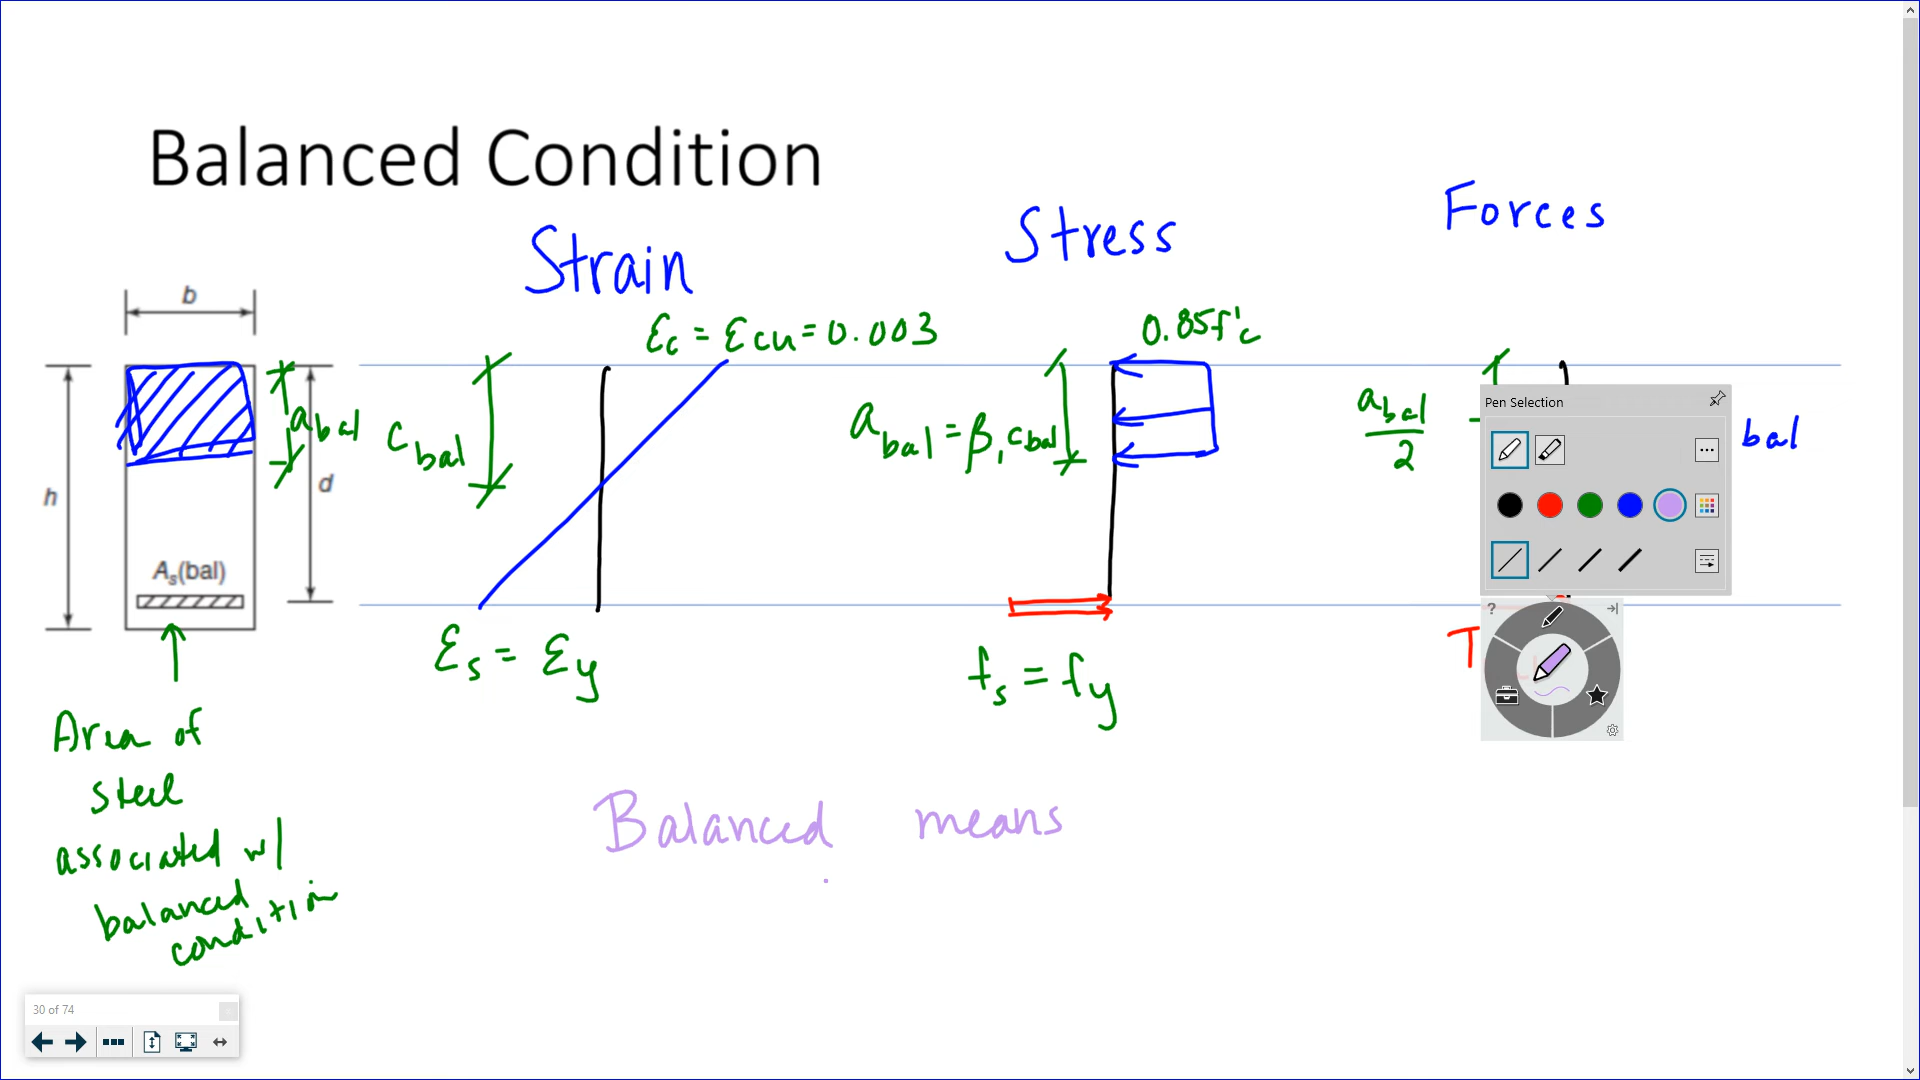 Balanced Condition
Strain
Stress
Forces
b
εc = εcu = 0.003
0.85f'c
abal
cbal
abal = β1cbal
abal/2
bal
h
d
As(bal)
εs = εy
fs = fy
T
Area of
steel
associated w/
balanced
condition
Balanced means
Pen Selection
?
30 of 74